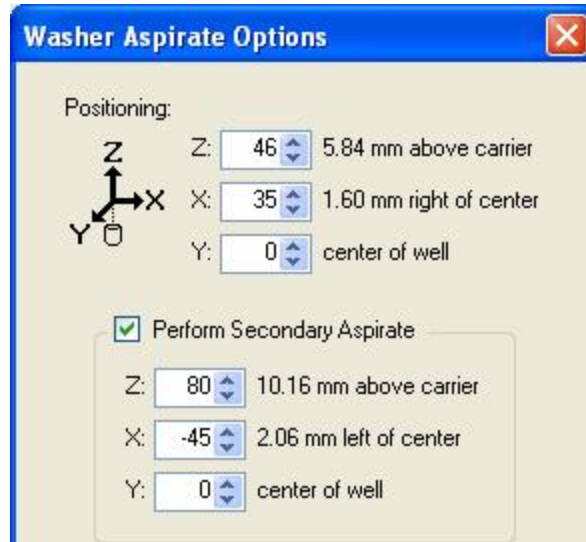 Washer Aspirate Options
Positioning:
Z
X
Y
Z: 46 5.84 mm above carrier
X: 35 1.60 mm right of center
Y: 0 center of well
Perform Secondary Aspirate
Z: 80 10.16 mm above carrier
X: -45 2.06 mm left of center
Y: 0 center of well